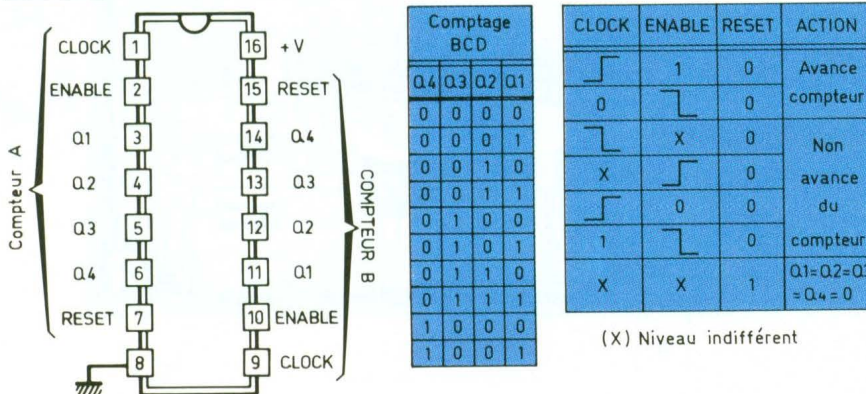 Compteur A
CLOCK 1 16 +V
ENABLE 2 15 RESET
Q1 3 14 Q4
Q2 4 13 Q3
Q3 5 12 Q2
Q4 6 11 Q1
RESET 7 10 ENABLE
8 9 CLOCK
COMPTEUR B
Comptage
BCD
Q4 Q3 Q2 Q1
0 0 0 0
0 0 0 1
0 0 1 0
0 0 1 1
0 1 0 0
0 1 0 1
0 1 1 0
0 1 1 1
1 0 0 0
1 0 0 1
CLOCK ENABLE RESET ACTION
1 0 Avance
0 0 compteur
X 0 Non
X 0 avance
0 0 du
1 0 compteur
X X 1 Q1=Q2=Q3
=Q4=0
(X) Niveau indifférent